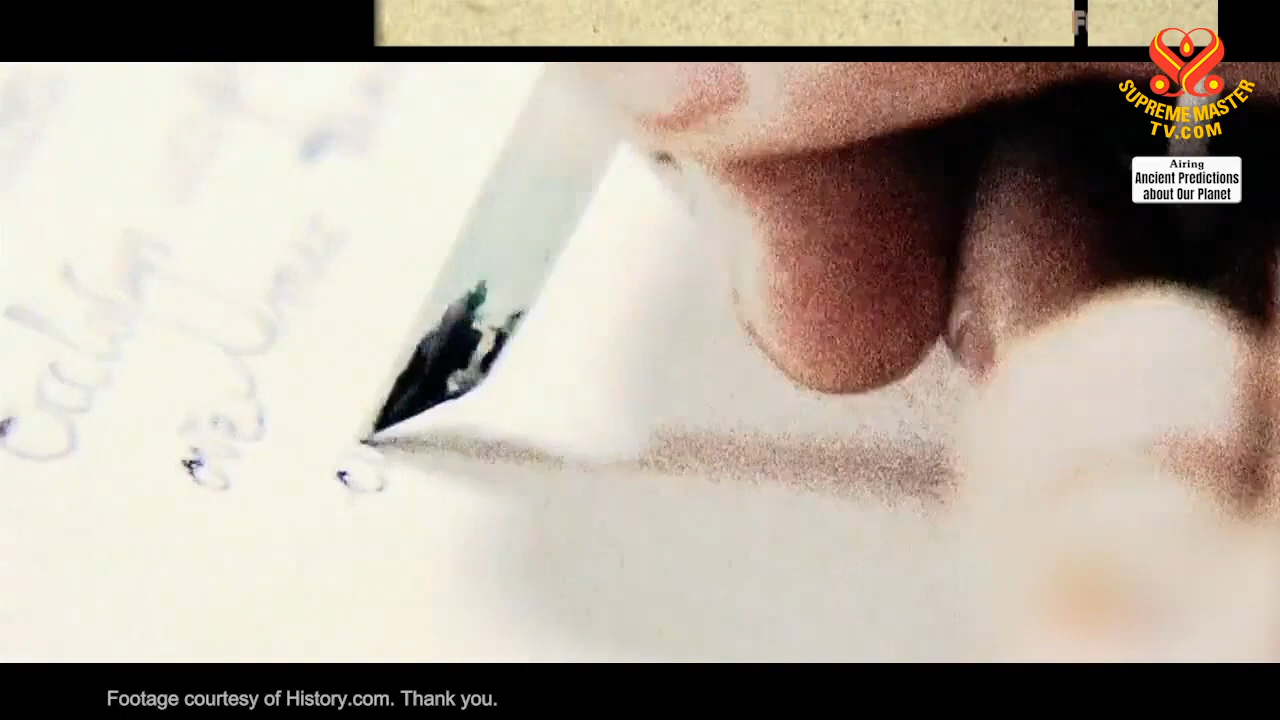 SUPREME MASTER
TV.COM
Airing
Ancient Predictions
about Our Planet
Footage courtesy of History.com. Thank you.